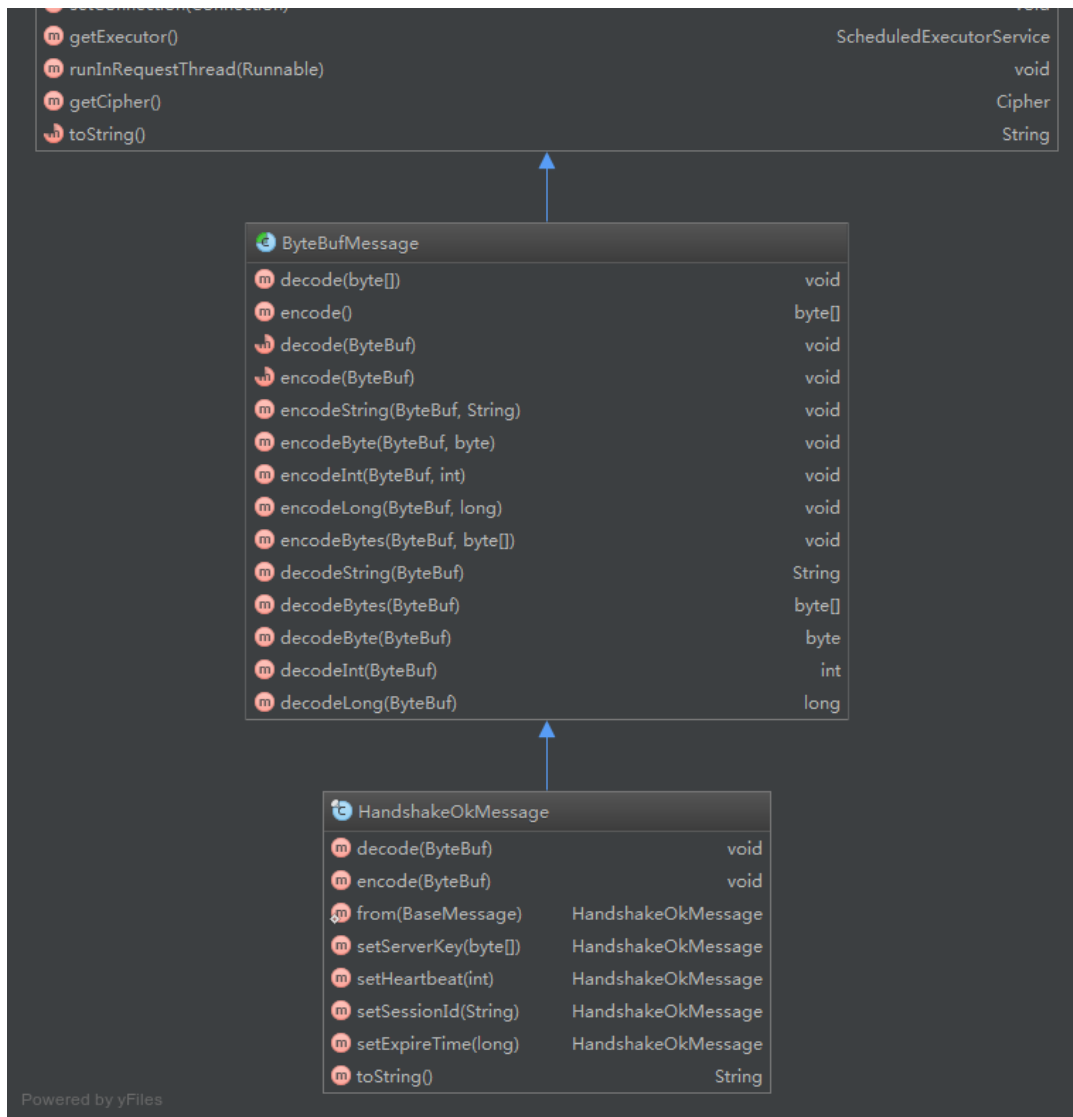 setConnection(Connection) void
getExecutor() ScheduledExecutorService
runInRequestThread(Runnable) void
getCipher() Cipher
toString() String
ByteBufMessage
decode(byte[]) void
encode() byte[]
decode(ByteBuf) void
encode(ByteBuf) void
encodeString(ByteBuf, String) void
encodeByte(ByteBuf, byte) void
encodeInt(ByteBuf, int) void
encodeLong(ByteBuf, long) void
encodeBytes(ByteBuf, byte[]) void
decodeString(ByteBuf) String
decodeBytes(ByteBuf) byte[]
decodeByte(ByteBuf) byte
decodeInt(ByteBuf) int
decodeLong(ByteBuf) long
HandshakeOkMessage
decode(ByteBuf) void
encode(ByteBuf) void
from(BaseMessage) HandshakeOkMessage
setServerKey(byte[]) HandshakeOkMessage
setHeartbeat(int) HandshakeOkMessage
setSessionId(String) HandshakeOkMessage
setExpireTime(long) HandshakeOkMessage
toString() String
Powered by yFiles